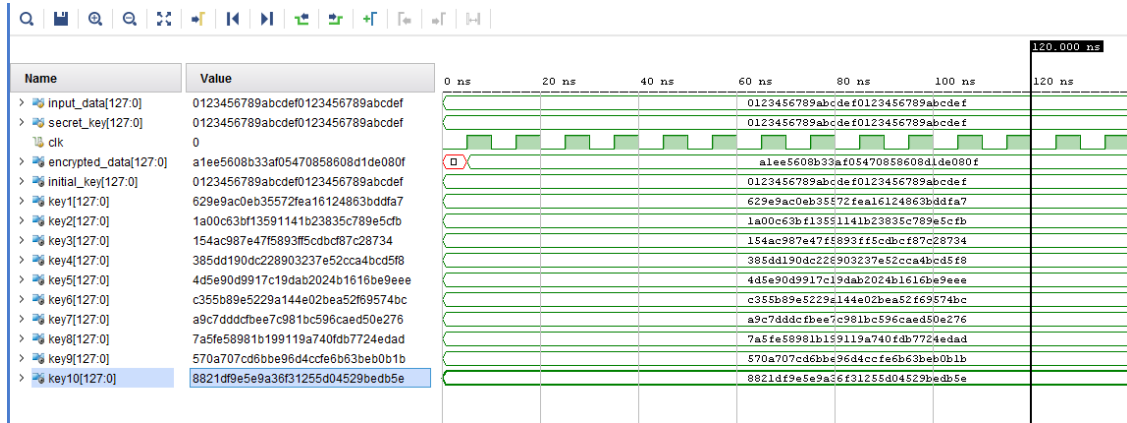 120.000 ns
Name Value 0 ns 20 ns 40 ns 60 ns 80 ns 100 ns 120 ns
input_data[127:0] 0123456789abcdef0123456789abcdef 0123456789abcdef0123456789abcdef
secret_key[127:0] 0123456789abcdef0123456789abcdef 0123456789abcdef0123456789abcdef
clk 0
encrypted_data[127:0] a1ee5608b33af05470858608d1de080f a1ee5608b33af05470858608d1de080f
initial_key[127:0] 0123456789abcdef0123456789abcdef 0123456789abcdef0123456789abcdef
key1[127:0] 629e9ac0eb35572fea16124863bddfa7 629e9ac0eb35572fea16124863bddfa7
key2[127:0] 1a00c63bf13591141b23835c789e5cfb 1a00c63bf13591141b23835c789e5cfb
key3[127:0] 154ac987e47f5893ff5cdbcf87c28734 154ac987e47f5893ff5cdbcf87c28734
key4[127:0] 385dd190dc228903237e52cca4bcd5f8 385dd190dc228903237e52cca4bcd5f8
key5[127:0] 4d5e90d9917c19dab2024b1616be9eee 4d5e90d9917c19dab2024b1616be9eee
key6[127:0] c355b89e5229a144e02bea52f69574bc c355b89e5229a144e02bea52f69574bc
key7[127:0] a9c7dddcfbee7c981bc596caed50e276 a9c7dddcfbee7c981bc596caed50e276
key8[127:0] 7a5fe58981b199119a740fdb7724edad 7a5fe58981b199119a740fdb7724edad
key9[127:0] 570a707cd6bbe96d4ccfe6b63beb0b1b 570a707cd6bbe96d4ccfe6b63beb0b1b
key10[127:0] 8821df9e5e9a36f31255d04529bedb5e 8821df9e5e9a36f31255d04529bedb5e